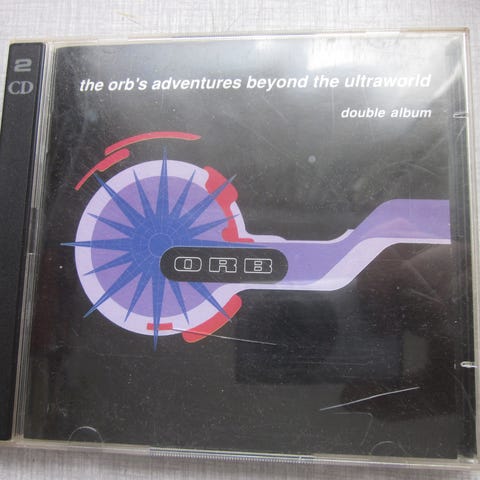 2
CD
the orb's adventures beyond the ultraworld
double album
ORB